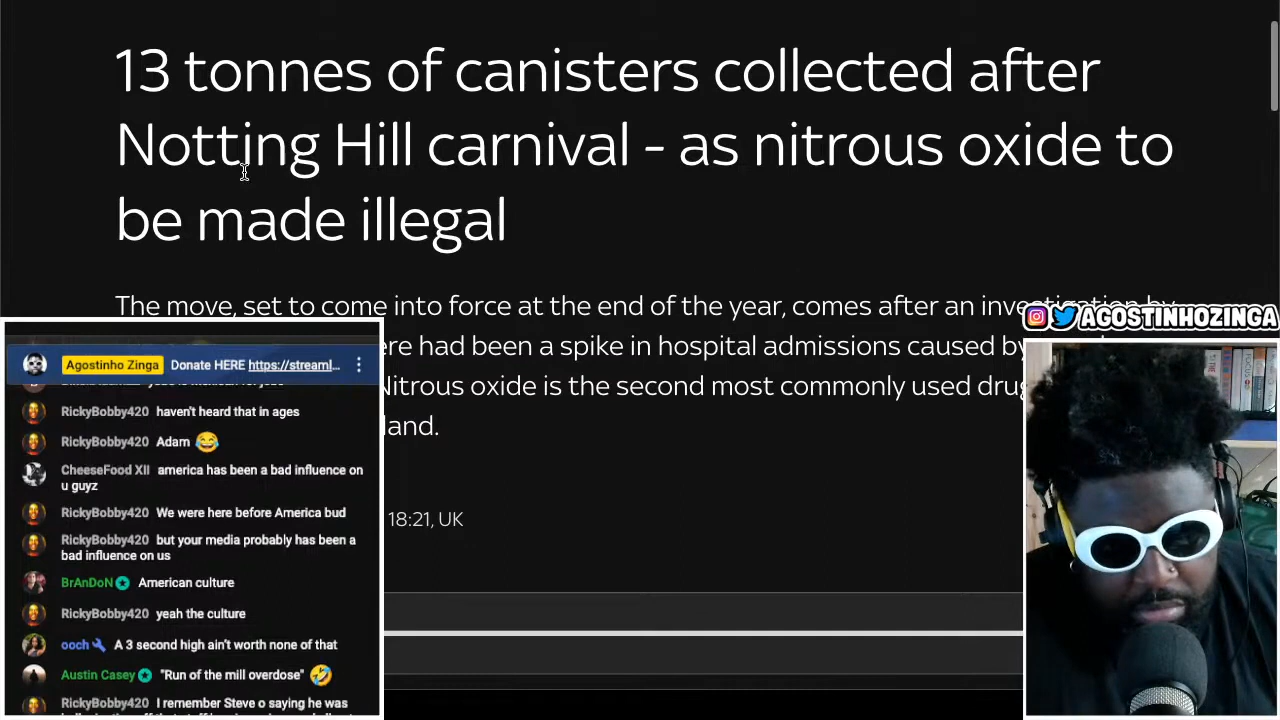 13 tonnes of canisters collected after
Notting Hill carnival - as nitrous oxide to
be made illegal
The move, set to come into force at the end of the year, comes after an investigation by
ere had been a spike in hospital admissions caused by
Nitrous oxide is the second most commonly used drug
land.
18:21, UK
AGOSTINHOZINGA
Agostinho Zinga Donate HERE https://streaml...
RickyBobby420 haven't heard that in ages
RickyBobby420 Adam 😂
CheeseFood XII america has been a bad influence on
u guyz
RickyBobby420 We were here before America bud
RickyBobby420 but your media probably has been a
bad influence on us
BrAnDoN American culture
RickyBobby420 yeah the culture
ooch A 3 second high ain't worth none of that
Austin Casey "Run of the mill overdose" 🤣
RickyBobby420 I remember Steve o saying he was